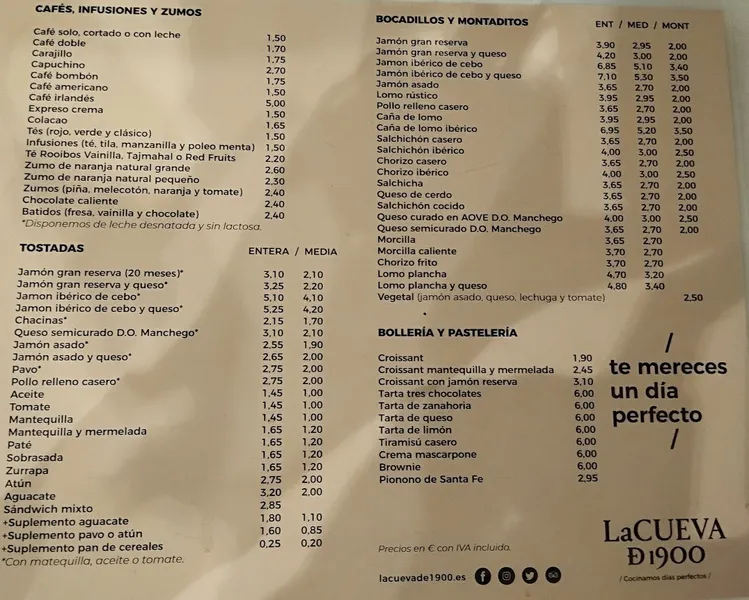 CAFÉS, INFUSIONES Y ZUMOS
Café solo, cortado o con leche 1,50
Café doble 1,70
Carajillo 1,75
Capuchino 2,70
Café bombón 1,75
Café americano 1,50
Café irlandés 5,00
Expreso crema 1,50
Colacao 1,65
Tés (rojo, verde y clásico) 1,50
Infusiones (té, tila, manzanilla y poleo menta) 1,50
Té Rooibos Vainilla, Tajmahal o Red Fruits 2,20
Zumo de naranja natural grande 2,60
Zumo de naranja natural pequeño 2,30
Zumos (piña, melecotón, naranja y tomate) 2,40
Chocolate caliente 2,40
Batidos (fresa, vainilla y chocolate) 2,40
*Disponemos de leche desnatada y sin lactosa.
TOSTADAS ENTERA / MEDIA
Jamón gran reserva (20 meses)* 3,10 2,10
Jamón gran reserva y queso* 3,25 2,20
Jamon ibérico de cebo* 5,10 4,10
Jamon ibérico de cebo y queso* 5,25 4,20
Chacinas* 2,15 1,70
Queso semicurado D.O. Manchego* 3,10 2,10
Jamón asado* 2,55 1,90
Jamón asado y queso* 2,65 2,00
Pavo* 2,75 2,00
Pollo relleno casero* 2,75 2,00
Aceite 1,45 1,00
Tomate 1,45 1,00
Mantequilla 1,45 1,00
Mantequilla y mermelada 1,65 1,20
Paté 1,65 1,20
Sobrasada 1,65 1,20
Zurrapa 1,65 1,20
Atún 2,75 2,00
Aguacate 3,20 2,00
Sándwich mixto 2,85
+Suplemento aguacate 1,80 1,10
+Suplemento pavo o atún 1,60 0,85
+Suplemento pan de cereales 0,25 0,20
*Con matequilla, aceite o tomate.
BOCADILLOS Y MONTADITOS ENT / MED / MONT
Jamón gran reserva 3,90 2,95 2,00
Jamón gran reserva y queso 4,20 3,00 2,00
Jamon ibérico de cebo 6,85 5,10 3,40
Jamón ibérico de cebo y queso 7,10 5,30 3,50
Jamón asado 3,65 2,70 2,00
Lomo rústico 3,95 2,95 2,00
Pollo relleno casero 3,65 2,70 2,00
Caña de lomo 3,95 2,95 2,00
Caña de lomo ibérico 6,95 5,20 3,50
Salchichón casero 3,65 2,70 2,00
Salchichón ibérico 4,00 3,00 2,50
Chorizo casero 3,65 2,70 2,00
Chorizo ibérico 4,00 3,00 2,50
Salchicha 3,65 2,70 2,00
Queso de cerdo 3,65 2,70 2,00
Salchichón cocido 3,65 2,70 2,00
Queso curado en AOVE D.O. Manchego 4,00 3,00 2,50
Queso semicurado D.O. Manchego 3,65 2,70 2,00
Morcilla 3,65 2,70
Morcilla caliente 3,70 2,70
Chorizo frito 3,70 2,70
Lomo plancha 4,70 3,20
Lomo plancha y queso 4,80 3,40
Vegetal (jamón asado, queso, lechuga y tomate) 2,50
BOLLERÍA Y PASTELERÍA
Croissant 1,90
Croissant mantequilla y mermelada 2,45
Croissant con jamón reserva 3,10
Tarta tres chocolates 6,00
Tarta de zanahoria 6,00
Tarta de queso 6,00
Tarta de limón 6,00
Tiramisú casero 6,00
Crema mascarpone 6,00
Brownie 6,00
Pionono de Santa Fe 2,95
Precios en € con IVA incluido.
lacuevade1900.es
/
te mereces
un día
perfecto
/
LaCUEVA
D 1900
/ Cocinamos días perfectos /